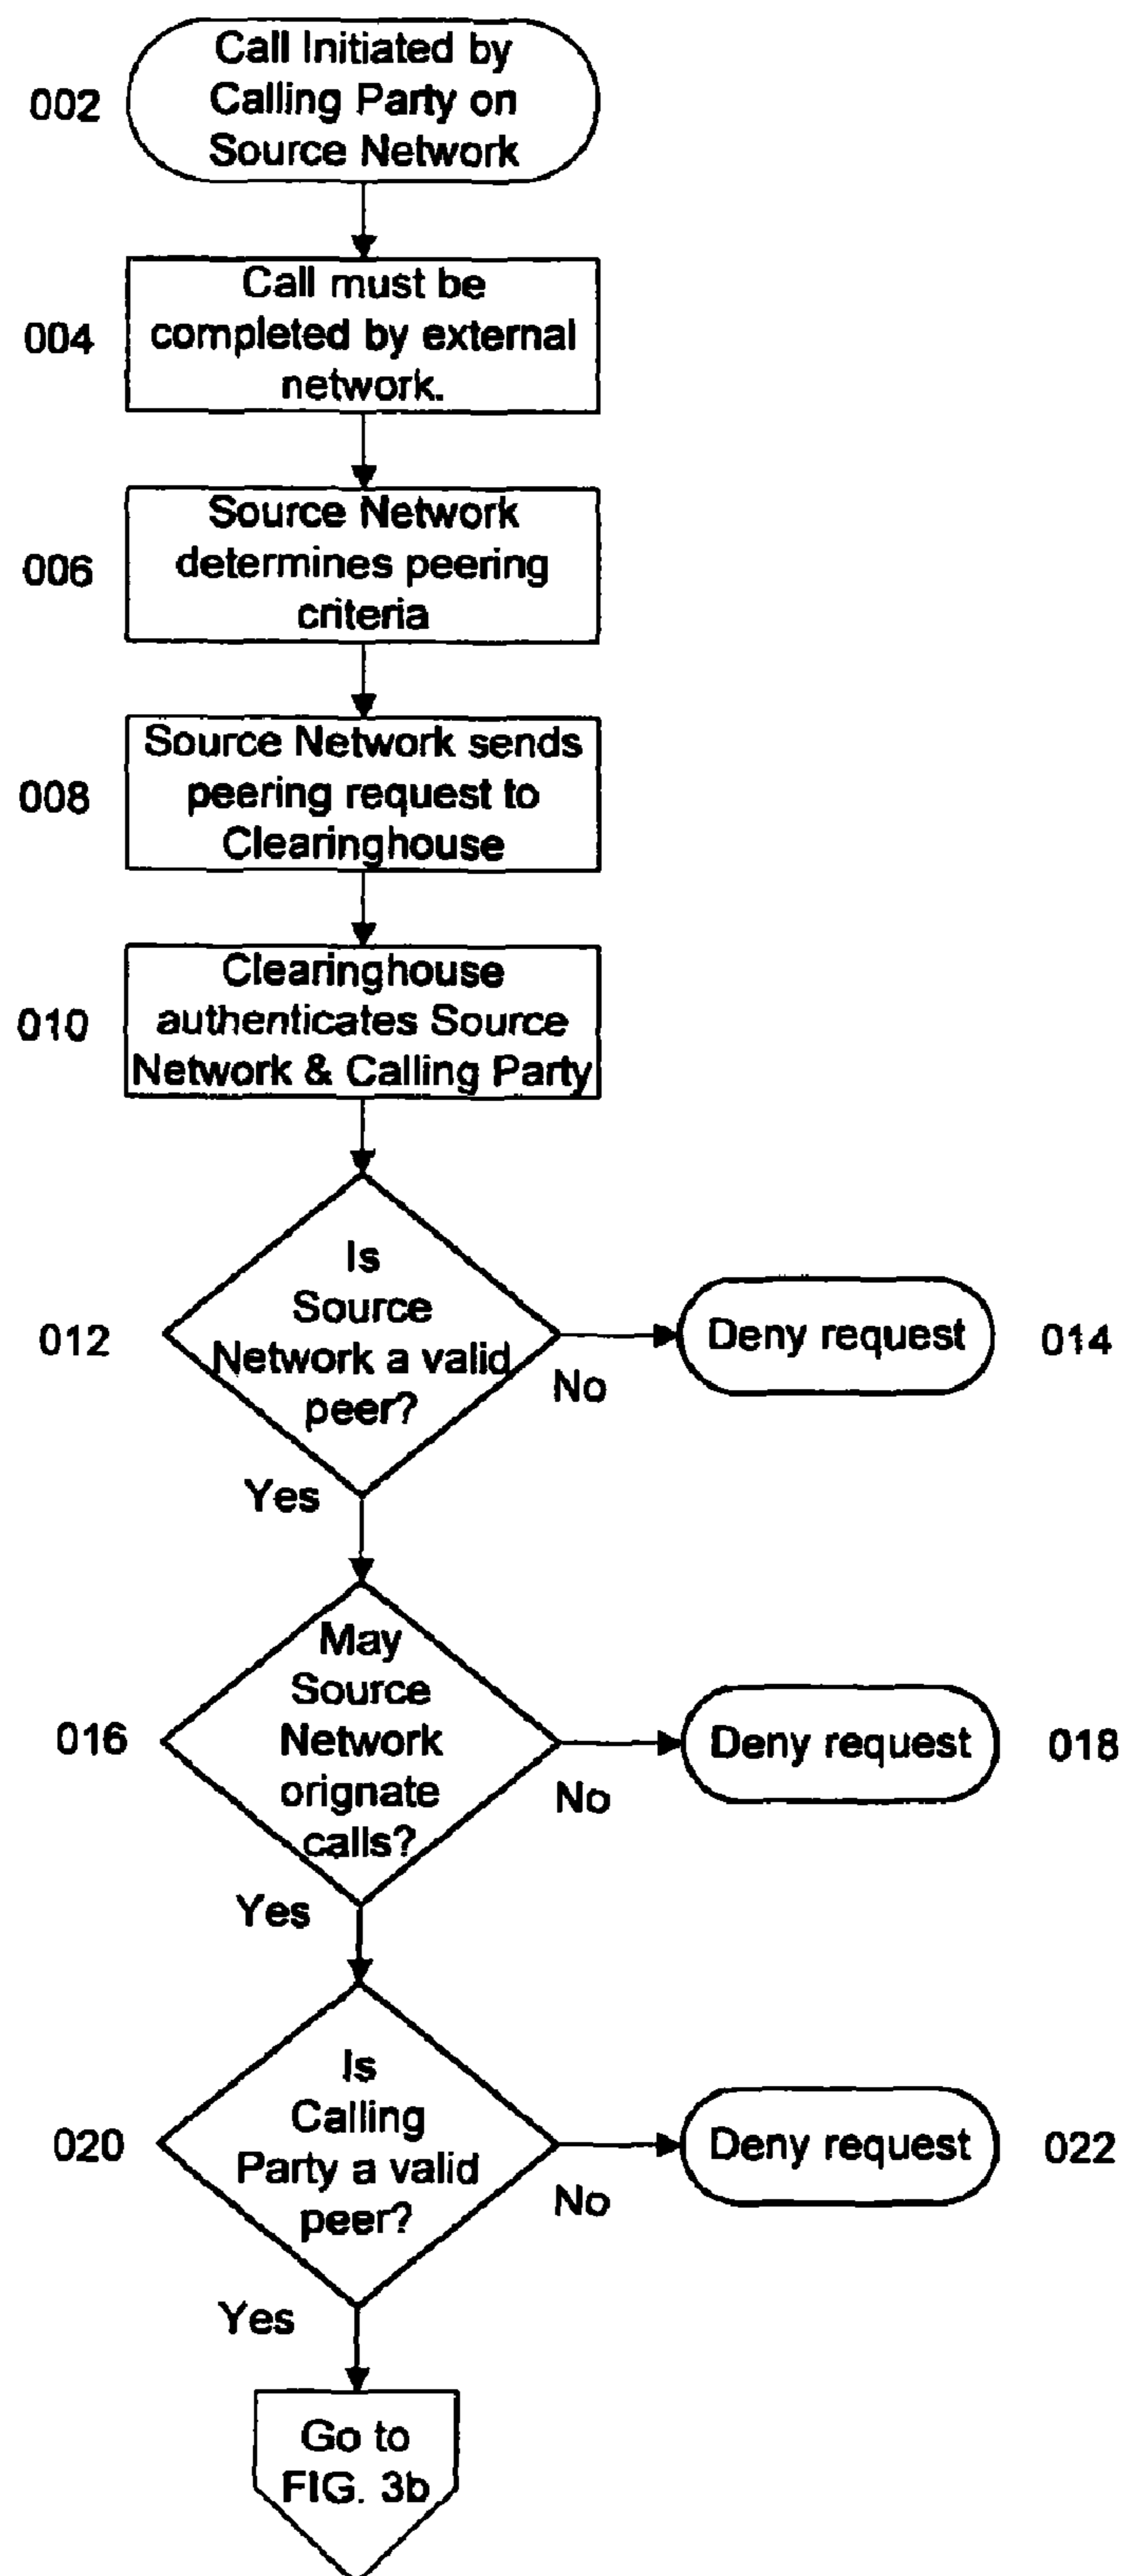 Call Initiated by
Calling Party on
Source Network
002
Call must be
completed by external
network.
004
Source Network
determines peering
criteria
006
Source Network sends
peering request to
Clearinghouse
008
Clearinghouse
authenticates Source
Network & Calling Party
010
Is
Source
Network a valid
peer?
012
No
Deny request
014
Yes
May
Source
Network
orignate
calls?
016
No
Deny request
018
Yes
Is
Calling
Party a valid
peer?
020
No
Deny request
022
Yes
Go to
FIG. 3b